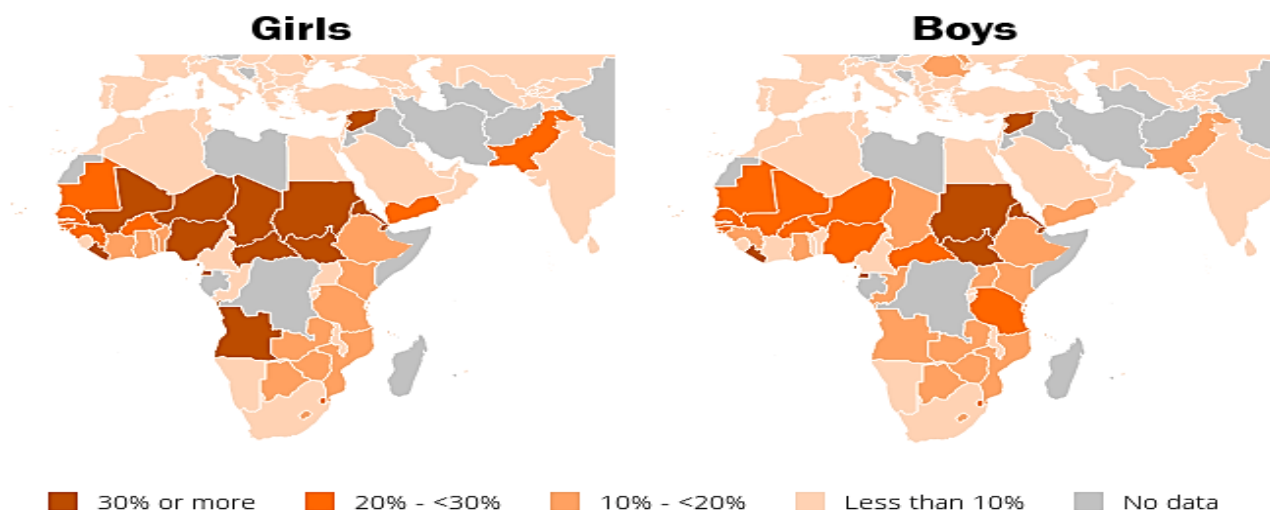 Girls
Boys
30% or more
20% - <30%
10% - <20%
Less than 10%
No data